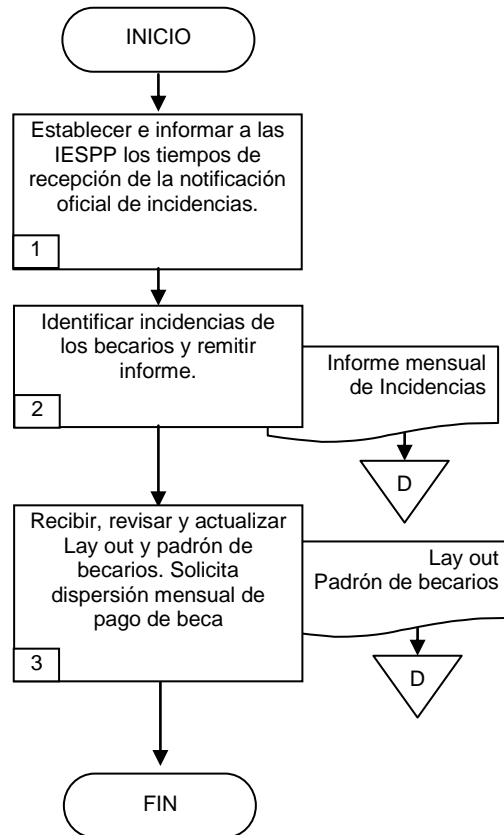 INICIO
Establecer e informar a las
IESPP los tiempos de
recepción de la notificación
oficial de incidencias.
1
Identificar incidencias de
los becarios y remitir
informe.
2
Informe mensual
de Incidencias
D
Recibir, revisar y actualizar
Lay out y padrón de
becarios. Solicita
dispersión mensual de
pago de beca
3
Lay out
Padrón de becarios
D
FIN